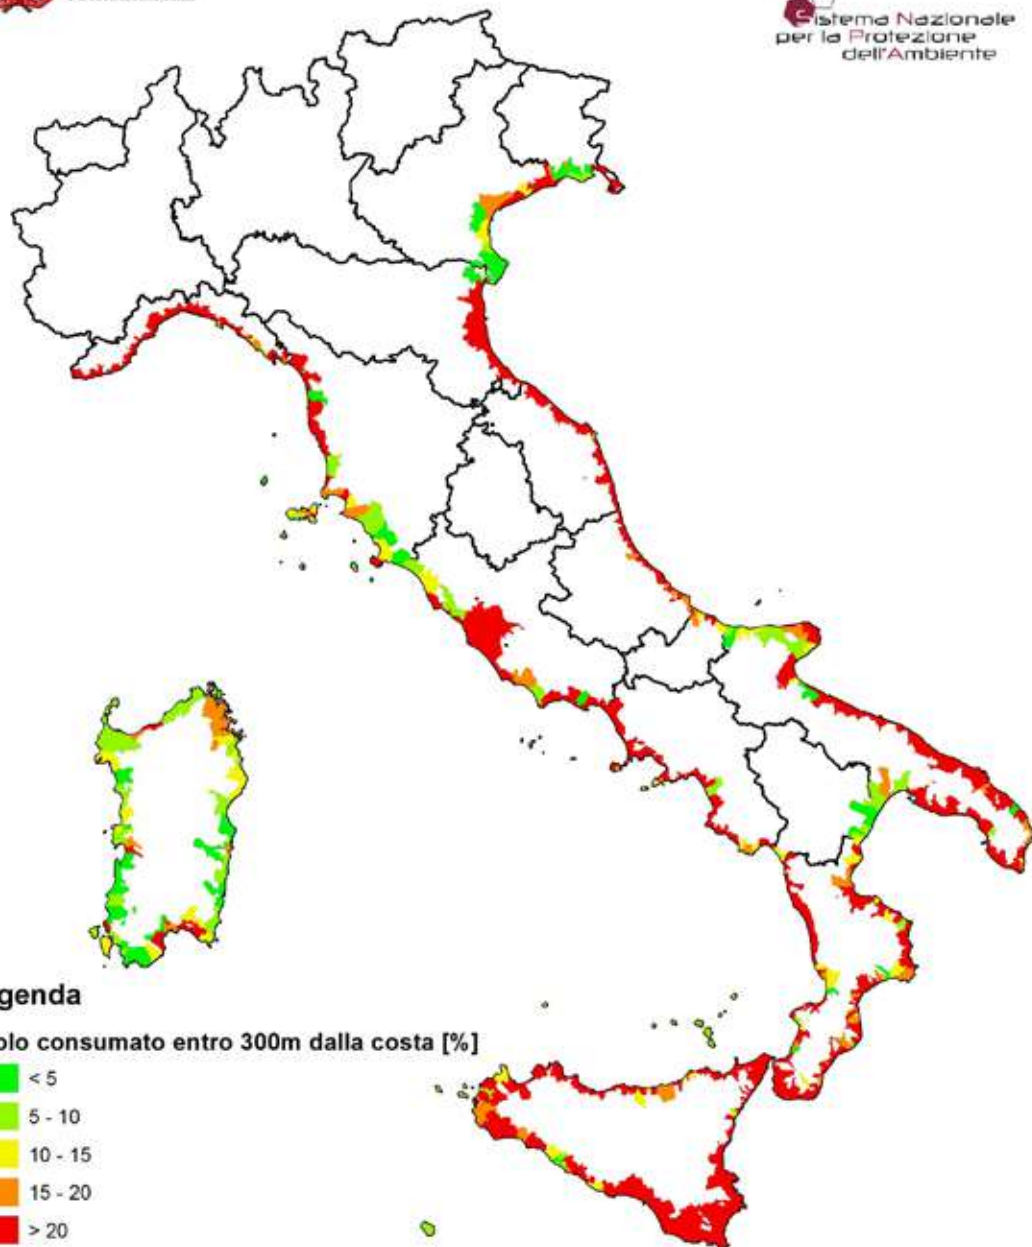 Sistema Nazionale
per la Protezione
dell'Ambiente
genda
olo consumato entro 300m dalla costa [%]
< 5
5 - 10
10 - 15
15 - 20
> 20